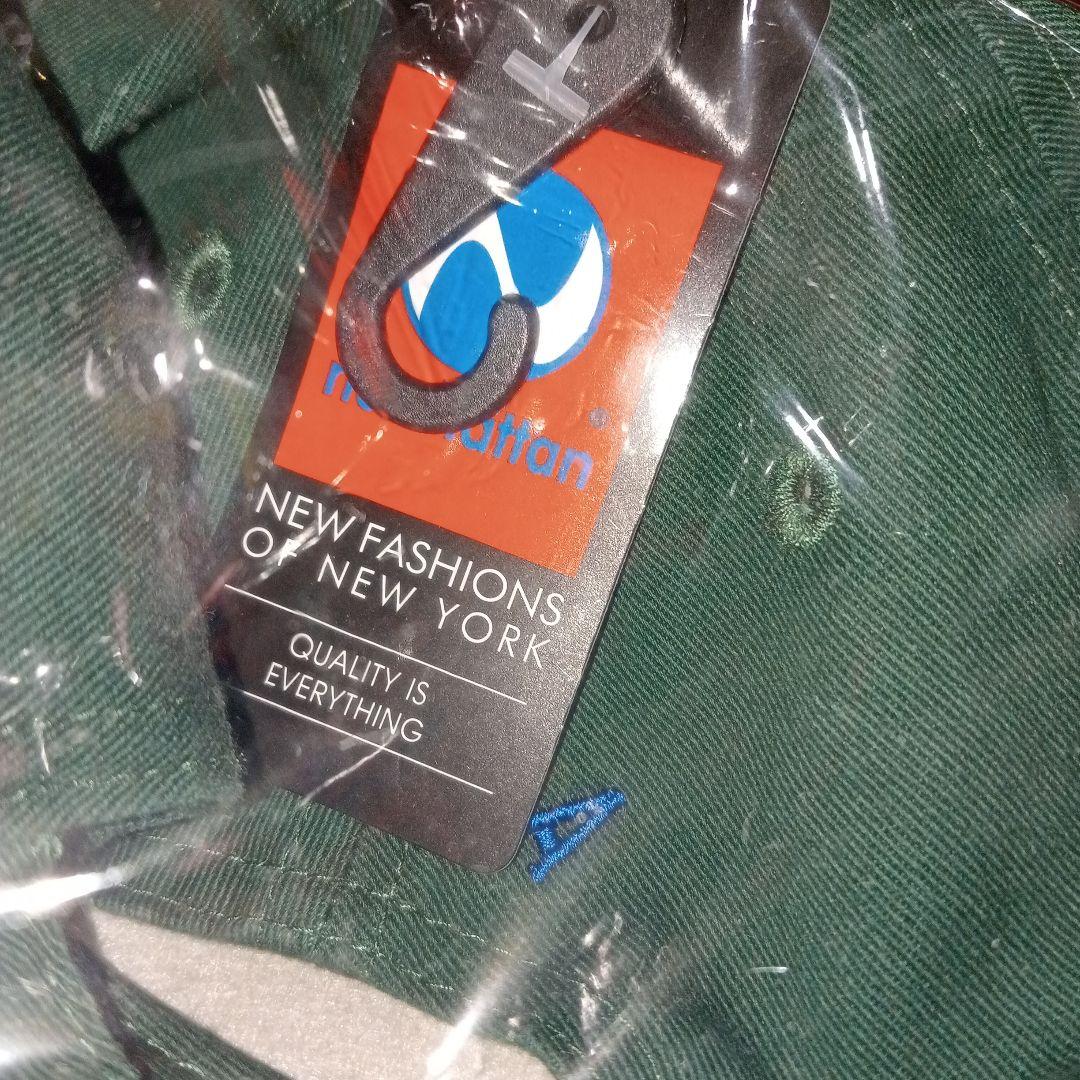 NEW FASHIONS
OF NEW YORK
QUALITY IS
EVERYTHING
A